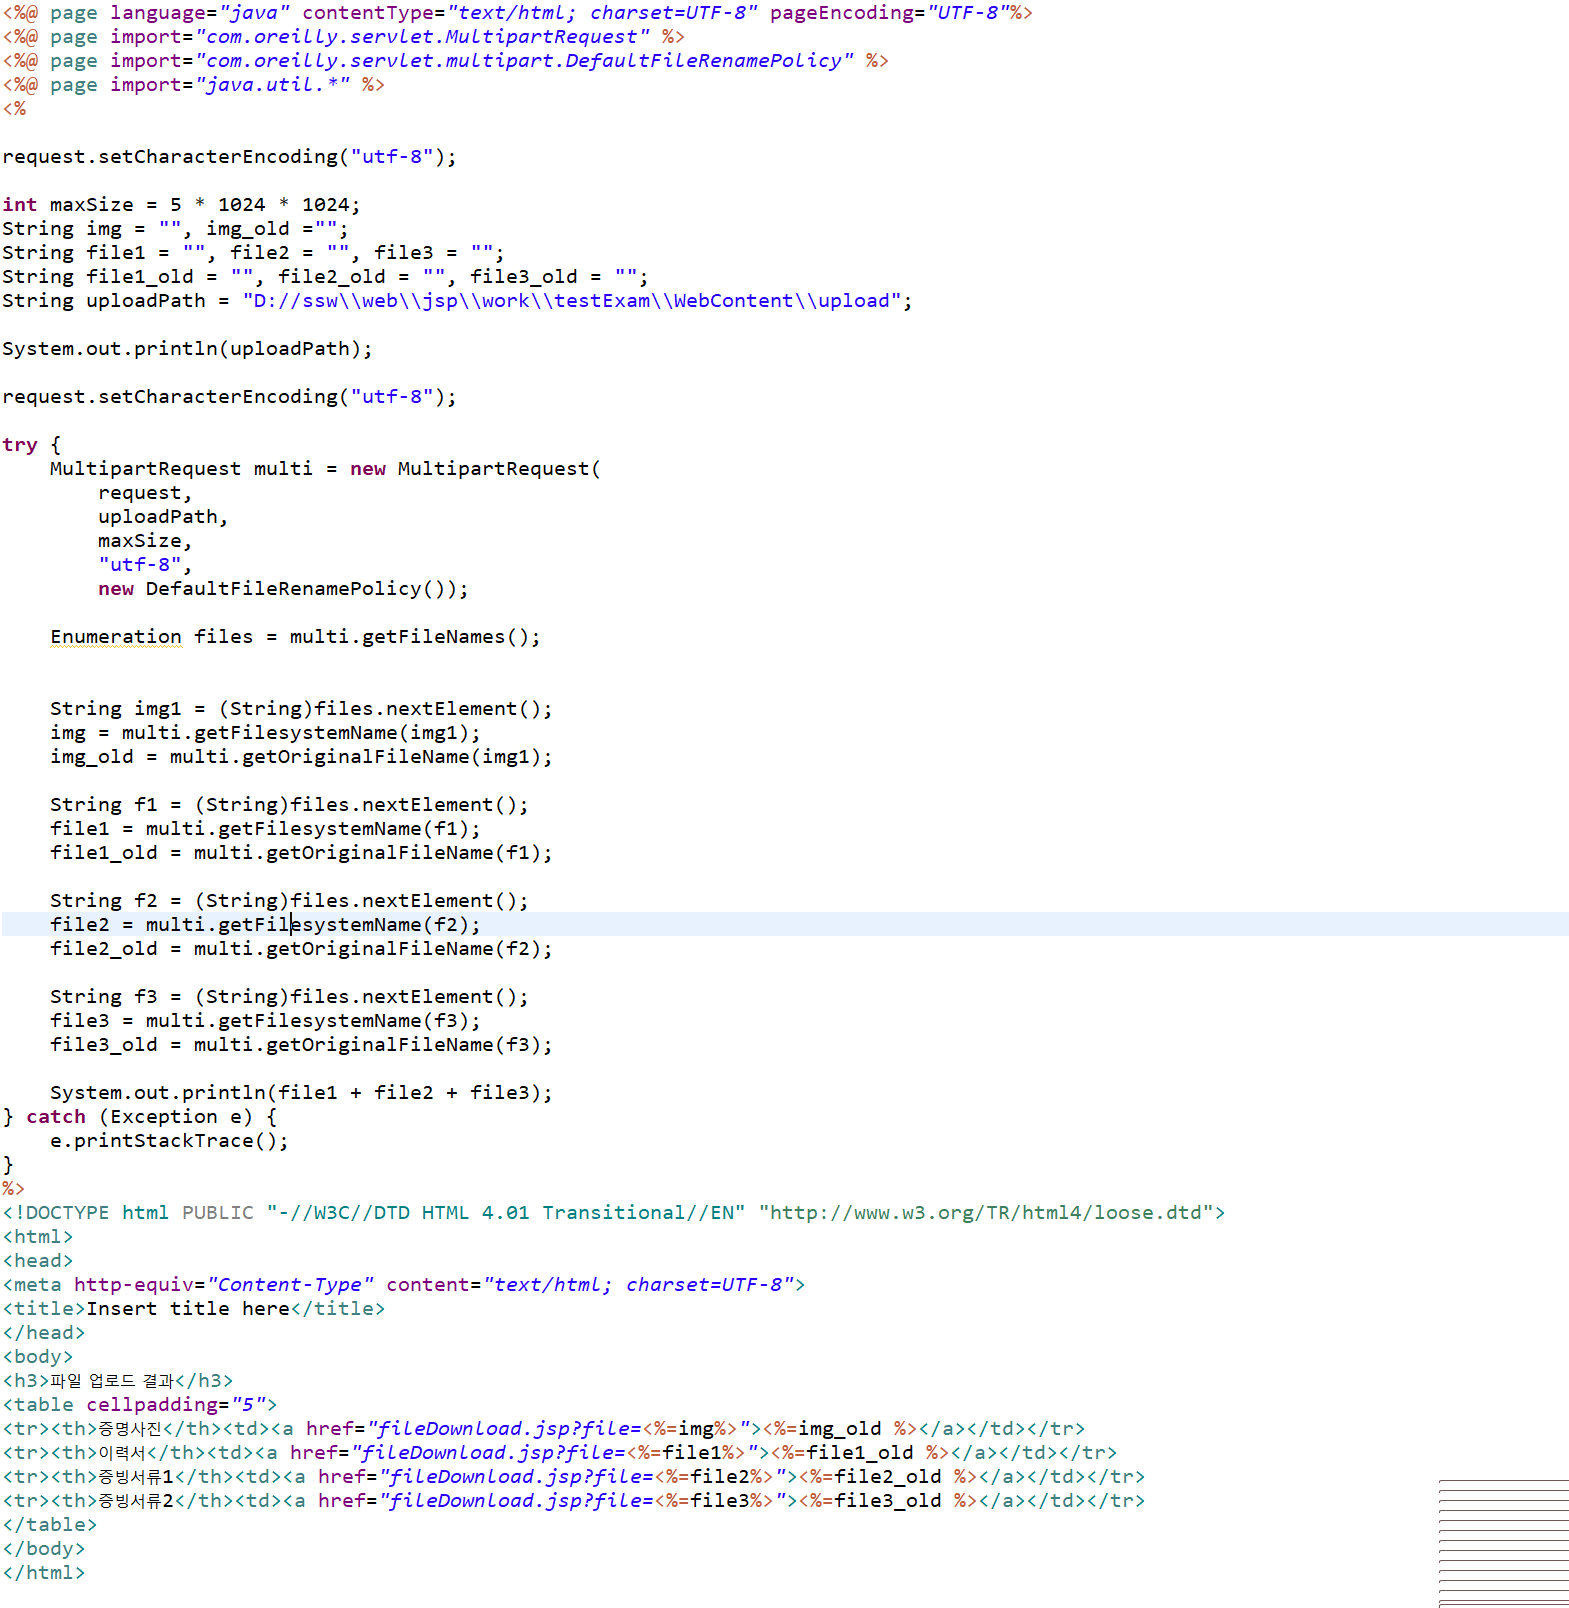 <%@ page language="java" contentType="text/html; charset=UTF-8" pageEncoding="UTF-8"%>
<%@ page import="com.oreilly.servlet.MultipartRequest" %>
<%@ page import="com.oreilly.servlet.multipart.DefaultFileRenamePolicy" %>
<%@ page import="java.util.*" %>
<%
request.setCharacterEncoding("utf-8");
int maxSize = 5 * 1024 * 1024;
String img = "", img_old ="";
String file1 = "", file2 = "", file3 = "";
String file1_old = "", file2_old = "", file3_old = "";
String uploadPath = "D://ssw\\web\\jsp\\work\\testExam\\WebContent\\upload";
System.out.println(uploadPath);
request.setCharacterEncoding("utf-8");
try {
    MultipartRequest multi = new MultipartRequest(
        request,
        uploadPath,
        maxSize,
        "utf-8",
        new DefaultFileRenamePolicy());
    Enumeration files = multi.getFileNames();
    String img1 = (String)files.nextElement();
    img = multi.getFilesystemName(img1);
    img_old = multi.getOriginalFileName(img1);
    String f1 = (String)files.nextElement();
    file1 = multi.getFilesystemName(f1);
    file1_old = multi.getOriginalFileName(f1);
    String f2 = (String)files.nextElement();
    file2 = multi.getFilesystemName(f2);
    file2_old = multi.getOriginalFileName(f2);
    String f3 = (String)files.nextElement();
    file3 = multi.getFilesystemName(f3);
    file3_old = multi.getOriginalFileName(f3);
    System.out.println(file1 + file2 + file3);
} catch (Exception e) {
    e.printStackTrace();
}
%>
<!DOCTYPE html PUBLIC "-//W3C//DTD HTML 4.01 Transitional//EN" "http://www.w3.org/TR/html4/loose.dtd">
<html>
<head>
<meta http-equiv="Content-Type" content="text/html; charset=UTF-8">
<title>Insert title here</title>
</head>
<body>
<h3>파일 업로드 결과</h3>
<table cellpadding="5">
<tr><th>증명사진</th><td><a href="fileDownload.jsp?file=<%=img%>"><%=img_old %></a></td></tr>
<tr><th>이력서</th><td><a href="fileDownload.jsp?file=<%=file1%>"><%=file1_old %></a></td></tr>
<tr><th>증빙서류1</th><td><a href="fileDownload.jsp?file=<%=file2%>"><%=file2_old %></a></td></tr>
<tr><th>증빙서류2</th><td><a href="fileDownload.jsp?file=<%=file3%>"><%=file3_old %></a></td></tr>
</table>
</body>
</html>